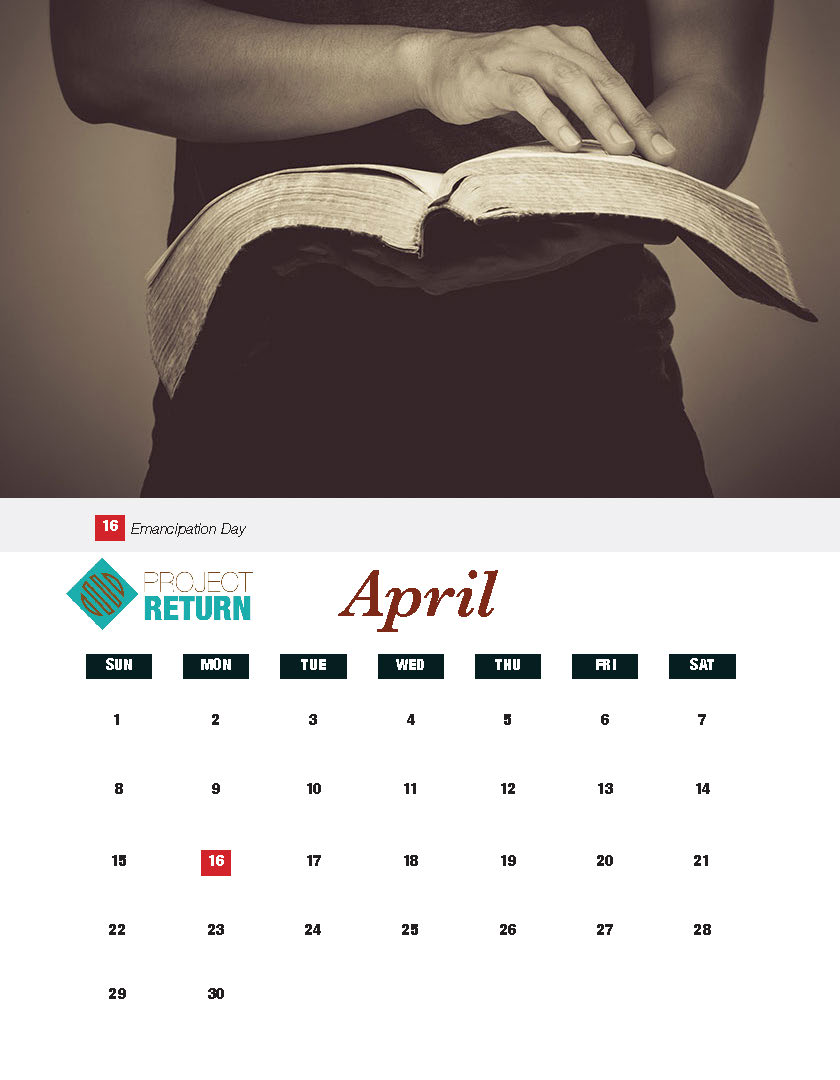 16 Emancipation Day
PROJECT
RETURN
April
SUN MON TUE WED THU FRI SAT
1 2 3 4 5 6 7
8 9 10 11 12 13 14
15 16 17 18 19 20 21
22 23 24 25 26 27 28
29 30